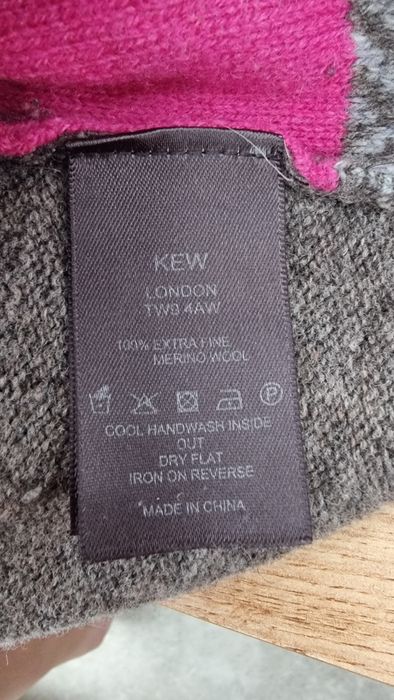 KEW
LONDON
TW9 4AW
100% EXTRA FINE
MERINO WOOL
P
COOL HANDWASH INSIDE
OUT
DRY FLAT
IRON ON REVERSE
MADE IN CHINA